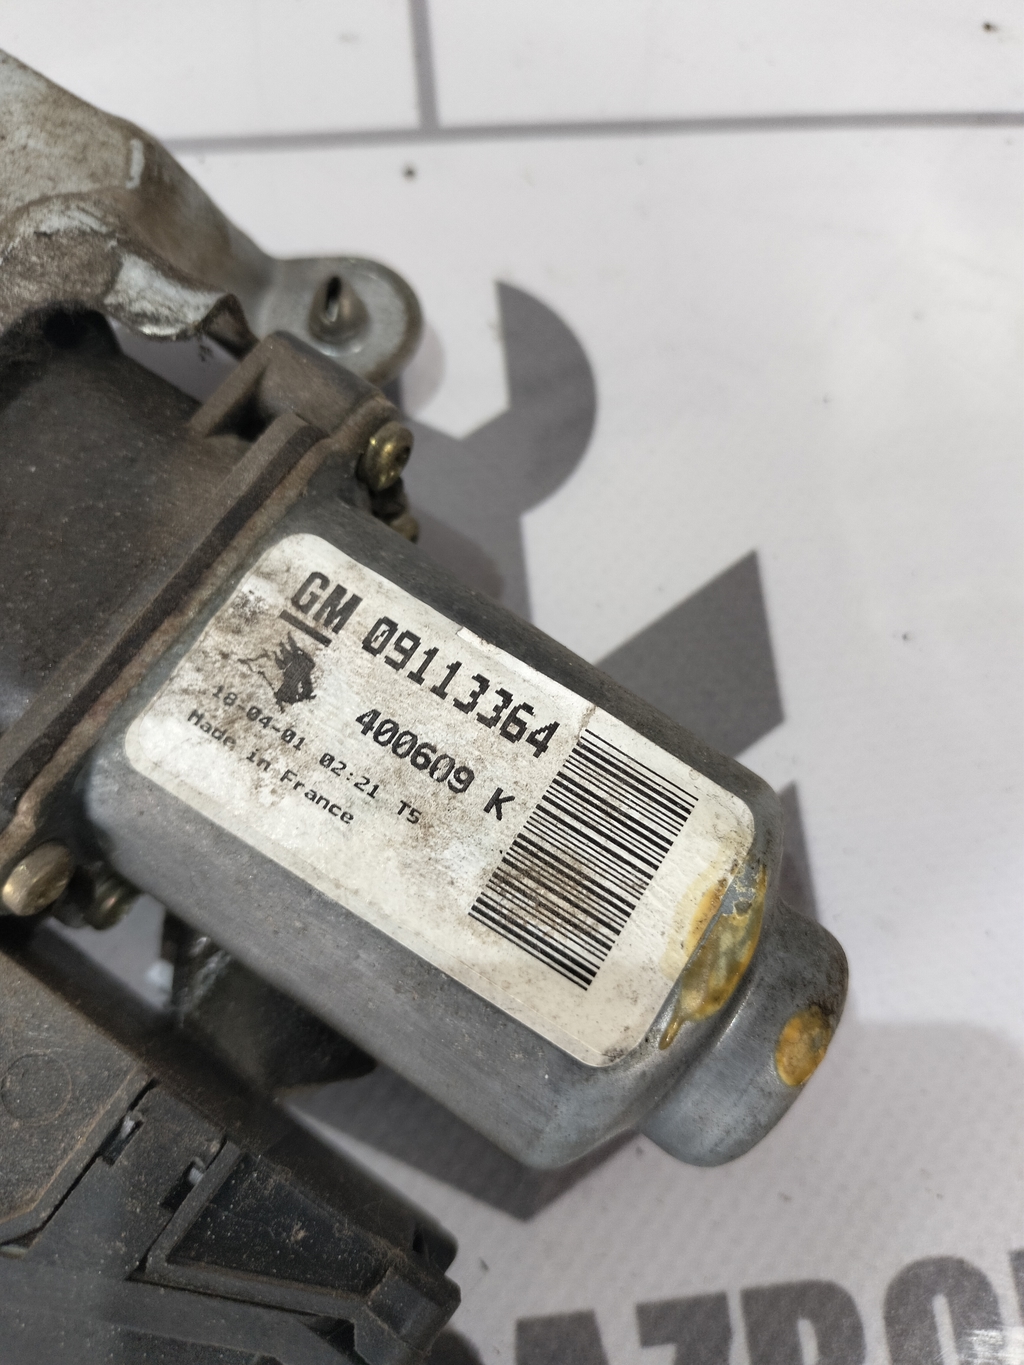 GM 09113364
400609 K
18-04-01 02:21 T5
Made in France